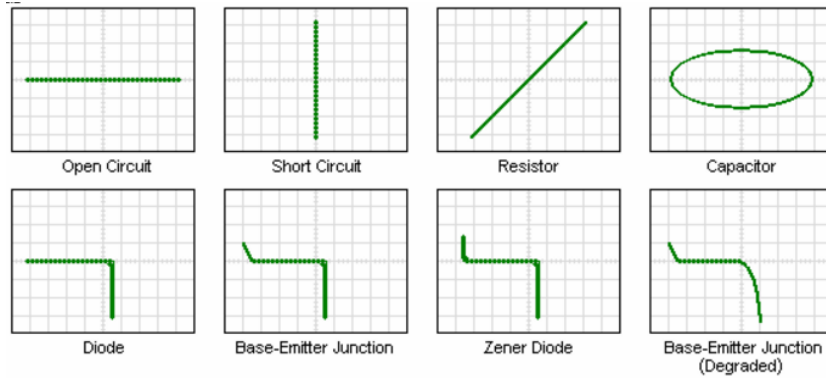 Open Circuit
Short Circuit
Resistor
Capacitor
Diode
Base-Emitter Junction
Zener Diode
Base-Emitter Junction
(Degraded)